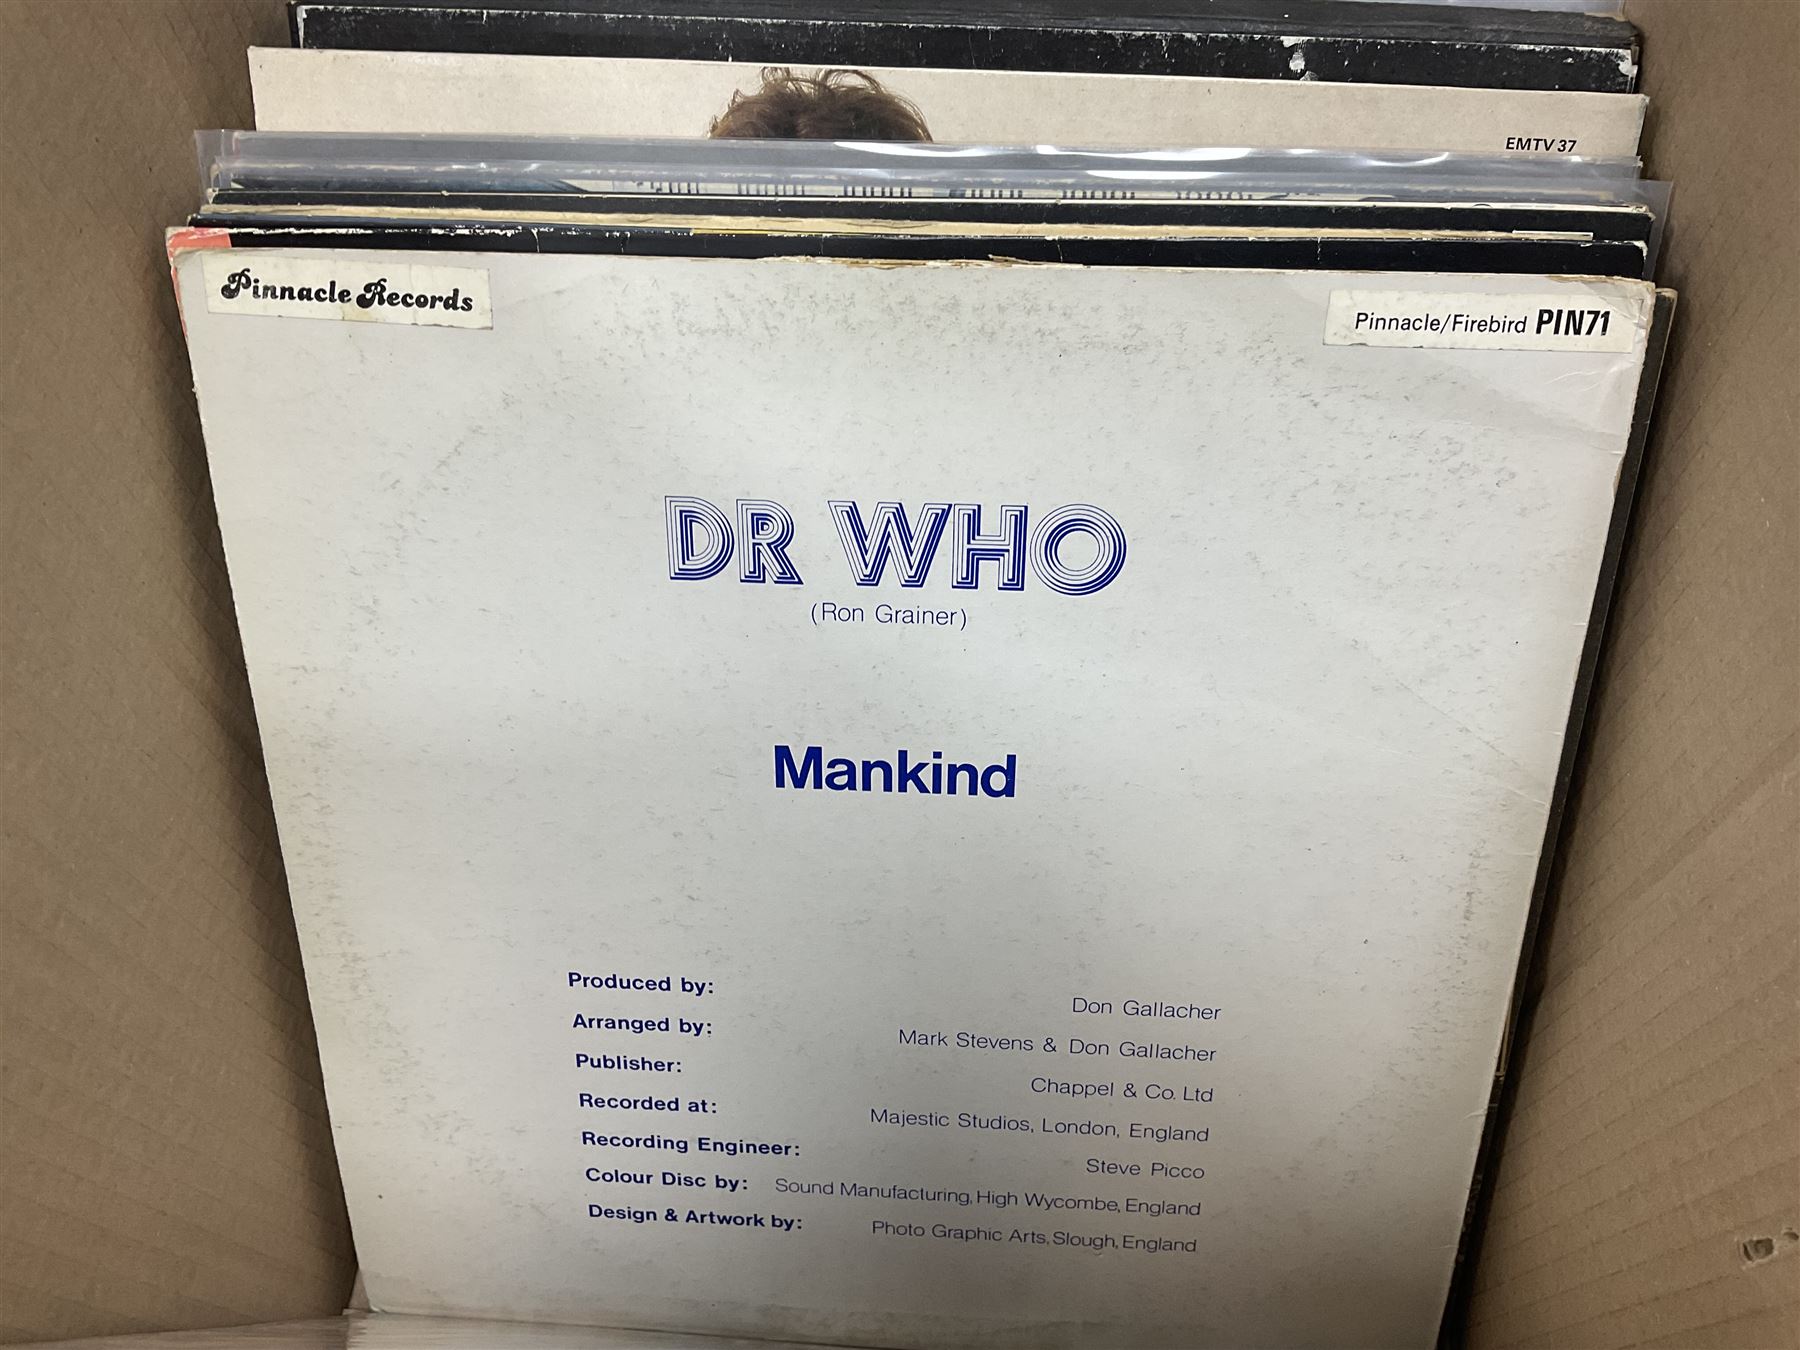 EMTV 37
Pinnacle Records
Pinnacle/Firebird PIN71
DR WHO
(Ron Grainer)
Mankind
Produced by: Don Gallacher
Arranged by: Mark Stevens & Don Gallacher
Publisher: Chappel & Co. Ltd
Recorded at: Majestic Studios, London, England
Recording Engineer: Steve Picco
Colour Disc by: Sound Manufacturing, High Wycombe, England
Design & Artwork by: Photo Graphic Arts, Slough, England